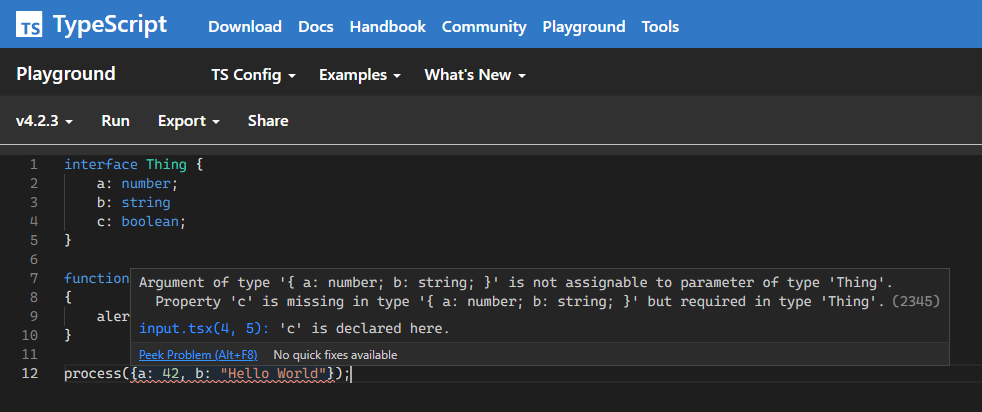 TS TypeScript Download Docs Handbook Community Playground Tools
Playground TS Config Examples What's New
v4.2.3 Run Export Share
1 interface Thing {
2 a: number;
3 b: string
4 c: boolean;
5 }
6
7 function
8 {
9 aler
10 }
11
Argument of type '{ a: number; b: string; }' is not assignable to parameter of type 'Thing'.
Property 'c' is missing in type '{ a: number; b: string; }' but required in type 'Thing'. (2345)
input.tsx(4, 5): 'c' is declared here.
Peek Problem (Alt+F8) No quick fixes available
12 process({a: 42, b: "Hello World"});